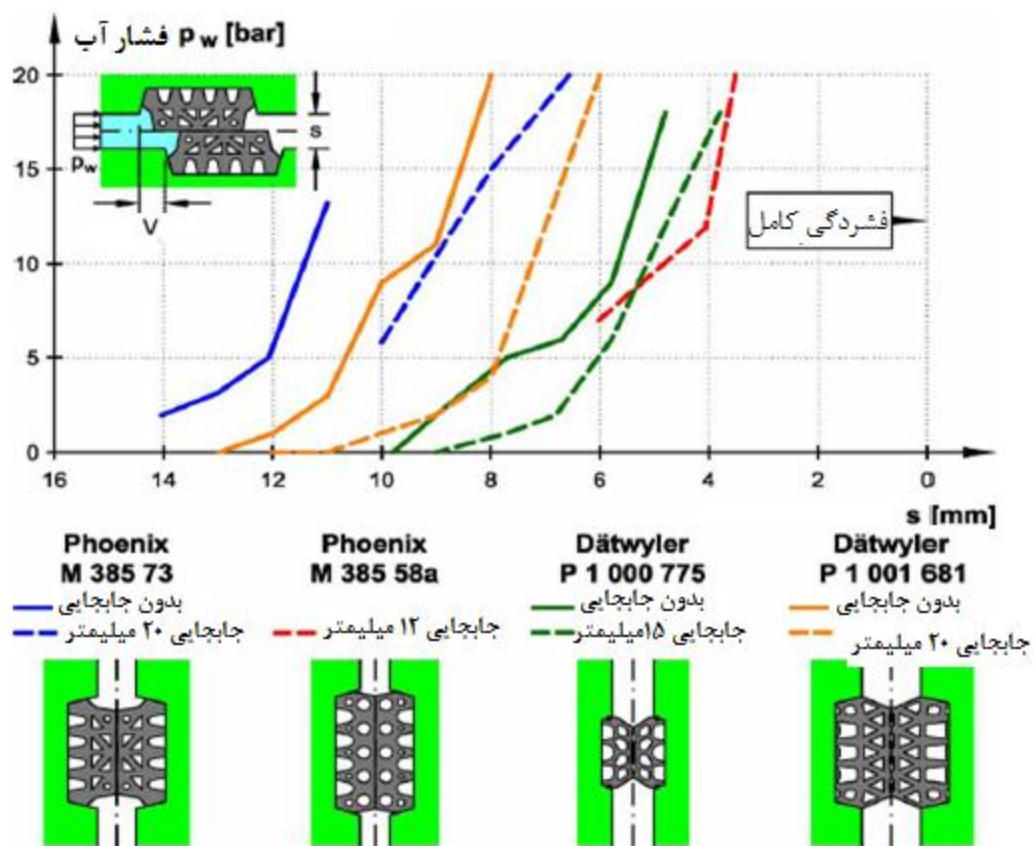 فشار آب p w [bar]
20
15
10
5
0
s
pw
V
فشردگی کامل
16 14 12 10 8 6 4 2 0
s [mm]
Phoenix
M 385 73
بدون جابجایی
جابجایی ۲۰ میلیمتر
Phoenix
M 385 58a
جابجایی ۱۲ میلیمتر
Dätwyler
P 1 000 775
بدون جابجایی
جابجایی ۱۵میلیمتر
Dätwyler
P 1 001 681
بدون جابجایی
جابجایی ۲۰ میلیمتر